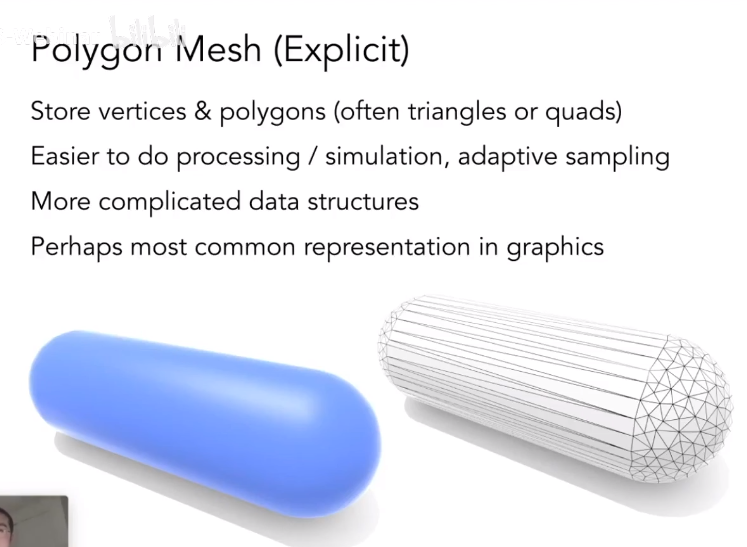 Polygon Mesh (Explicit)
Store vertices & polygons (often triangles or quads)
Easier to do processing / simulation, adaptive sampling
More complicated data structures
Perhaps most common representation in graphics